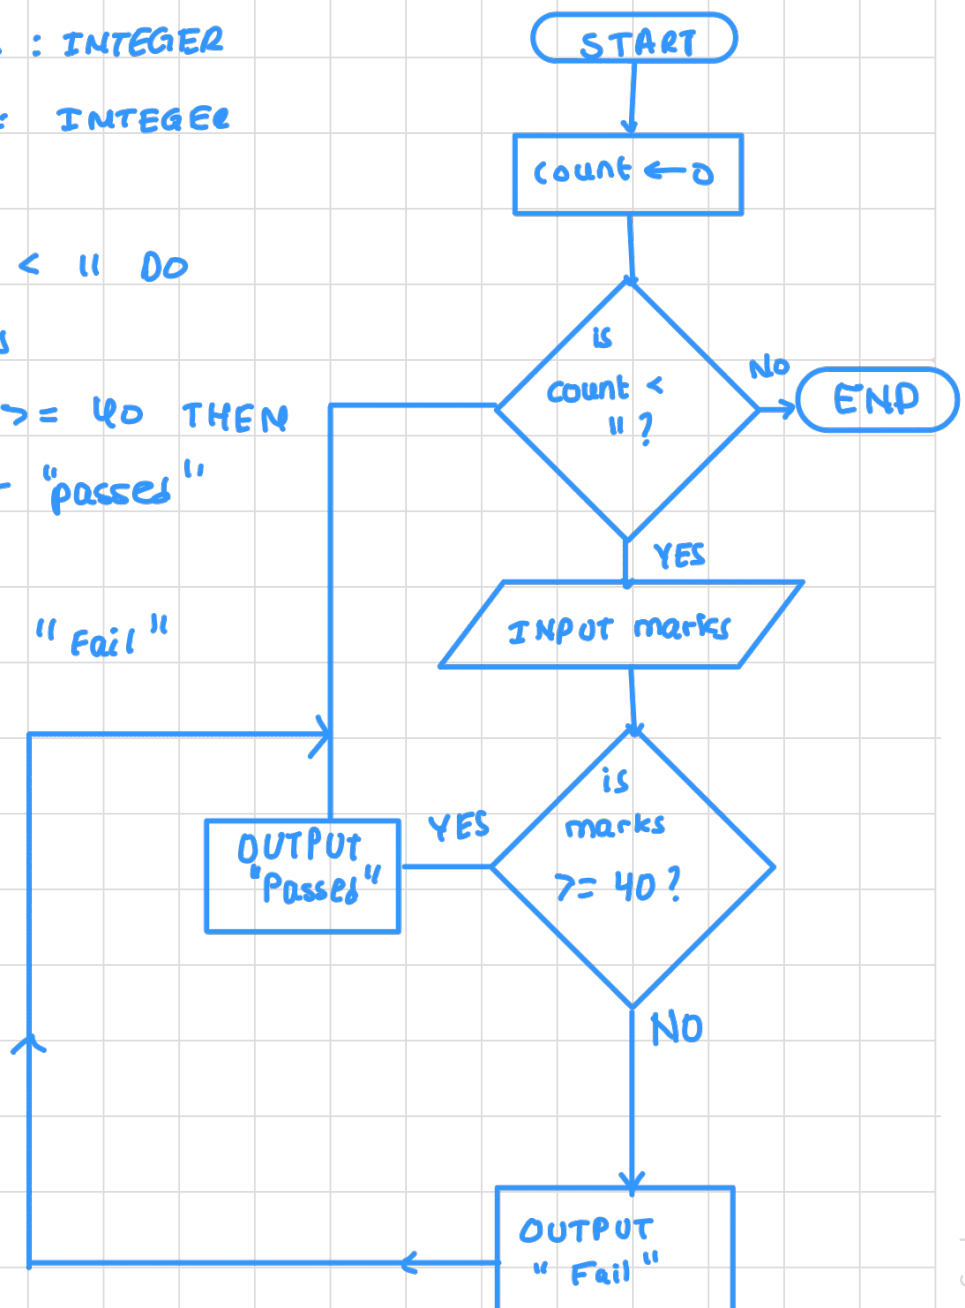 : INTEGER
: INTEGER
< 11 DO
>= 40 THEN
"passed"
"Fail"
START
count ← 0
is
count <
11 ?
NO
END
YES
INPUT marks
is
marks
>= 40 ?
YES
OUTPUT
"Passed"
NO
OUTPUT
"Fail"